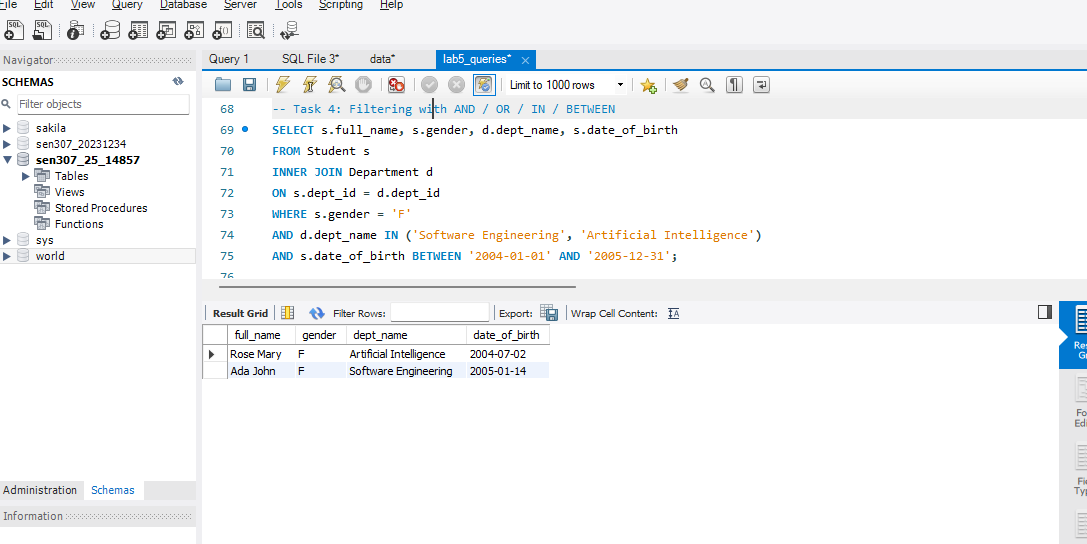 File Edit View Query Database Server Tools Scripting Help
Navigator
SCHEMAS
Filter objects
sakila
sen307_20231234
sen307_25_14857
Tables
Views
Stored Procedures
Functions
sys
world
Administration Schemas
Information
Query 1 SQL File 3* data* lab5_queries*
Limit to 1000 rows
68 -- Task 4: Filtering with AND / OR / IN / BETWEEN
69 SELECT s.full_name, s.gender, d.dept_name, s.date_of_birth
70 FROM Student s
71 INNER JOIN Department d
72 ON s.dept_id = d.dept_id
73 WHERE s.gender = 'F'
74 AND d.dept_name IN ('Software Engineering', 'Artificial Intelligence')
75 AND s.date_of_birth BETWEEN '2004-01-01' AND '2005-12-31';
76
Result Grid Filter Rows: Export: Wrap Cell Content:
full_name gender dept_name date_of_birth
Rose Mary F Artificial Intelligence 2004-07-02
Ada John F Software Engineering 2005-01-14